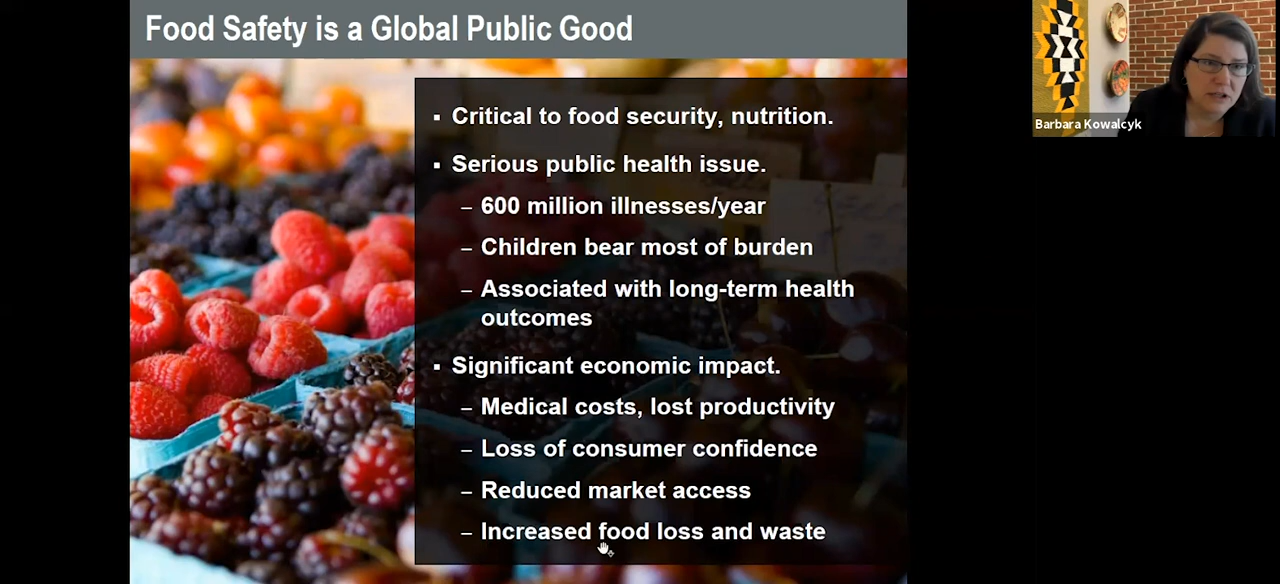 Food Safety is a Global Public Good
▪ Critical to food security, nutrition.
▪ Serious public health issue.
– 600 million illnesses/year
– Children bear most of burden
– Associated with long-term health
outcomes
▪ Significant economic impact.
– Medical costs, lost productivity
– Loss of consumer confidence
– Reduced market access
– Increased food loss and waste
Barbara Kowalcyk